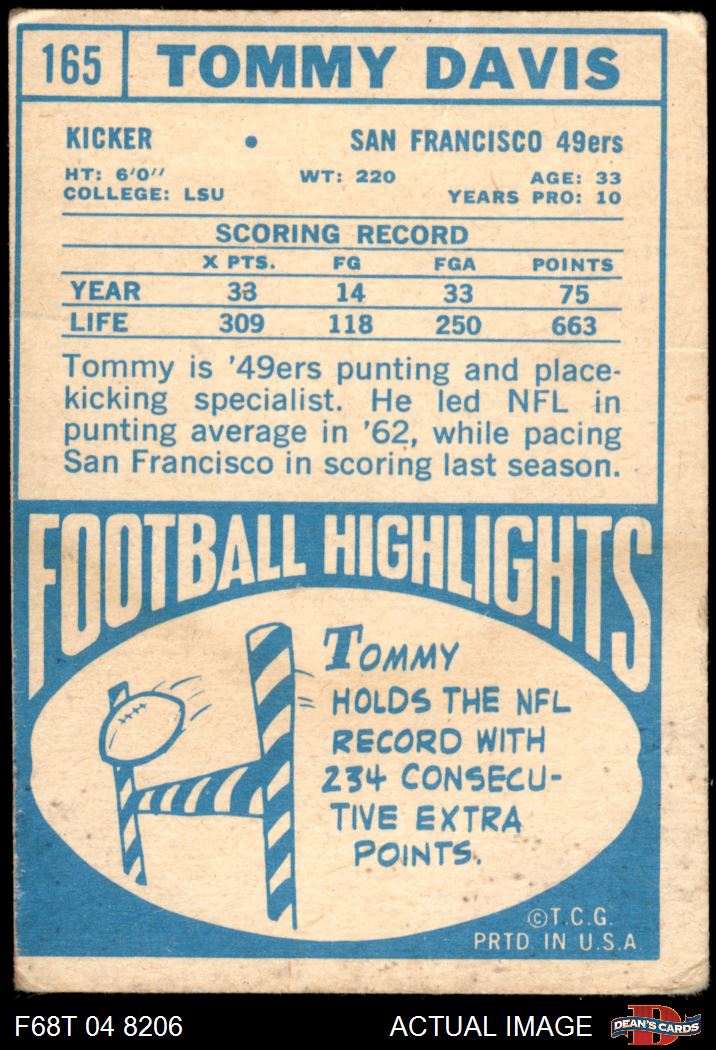 165 TOMMY DAVIS
KICKER • SAN FRANCISCO 49ers
HT: 6'0" WT: 220 AGE: 33
COLLEGE: LSU YEARS PRO: 10
SCORING RECORD
X PTS. FG FGA POINTS
YEAR 33 14 33 75
LIFE 309 118 250 663
Tommy is '49ers punting and place-
kicking specialist. He led NFL in
punting average in '62, while pacing
San Francisco in scoring last season.
FOOTBALL HIGHLIGHTS
TOMMY
HOLDS THE NFL
RECORD WITH
234 CONSECU-
TIVE EXTRA
POINTS.
©T.C.G.
PRTD. IN U.S.A.
F68T 04 8206 ACTUAL IMAGE
D
DEAN'S CARDS